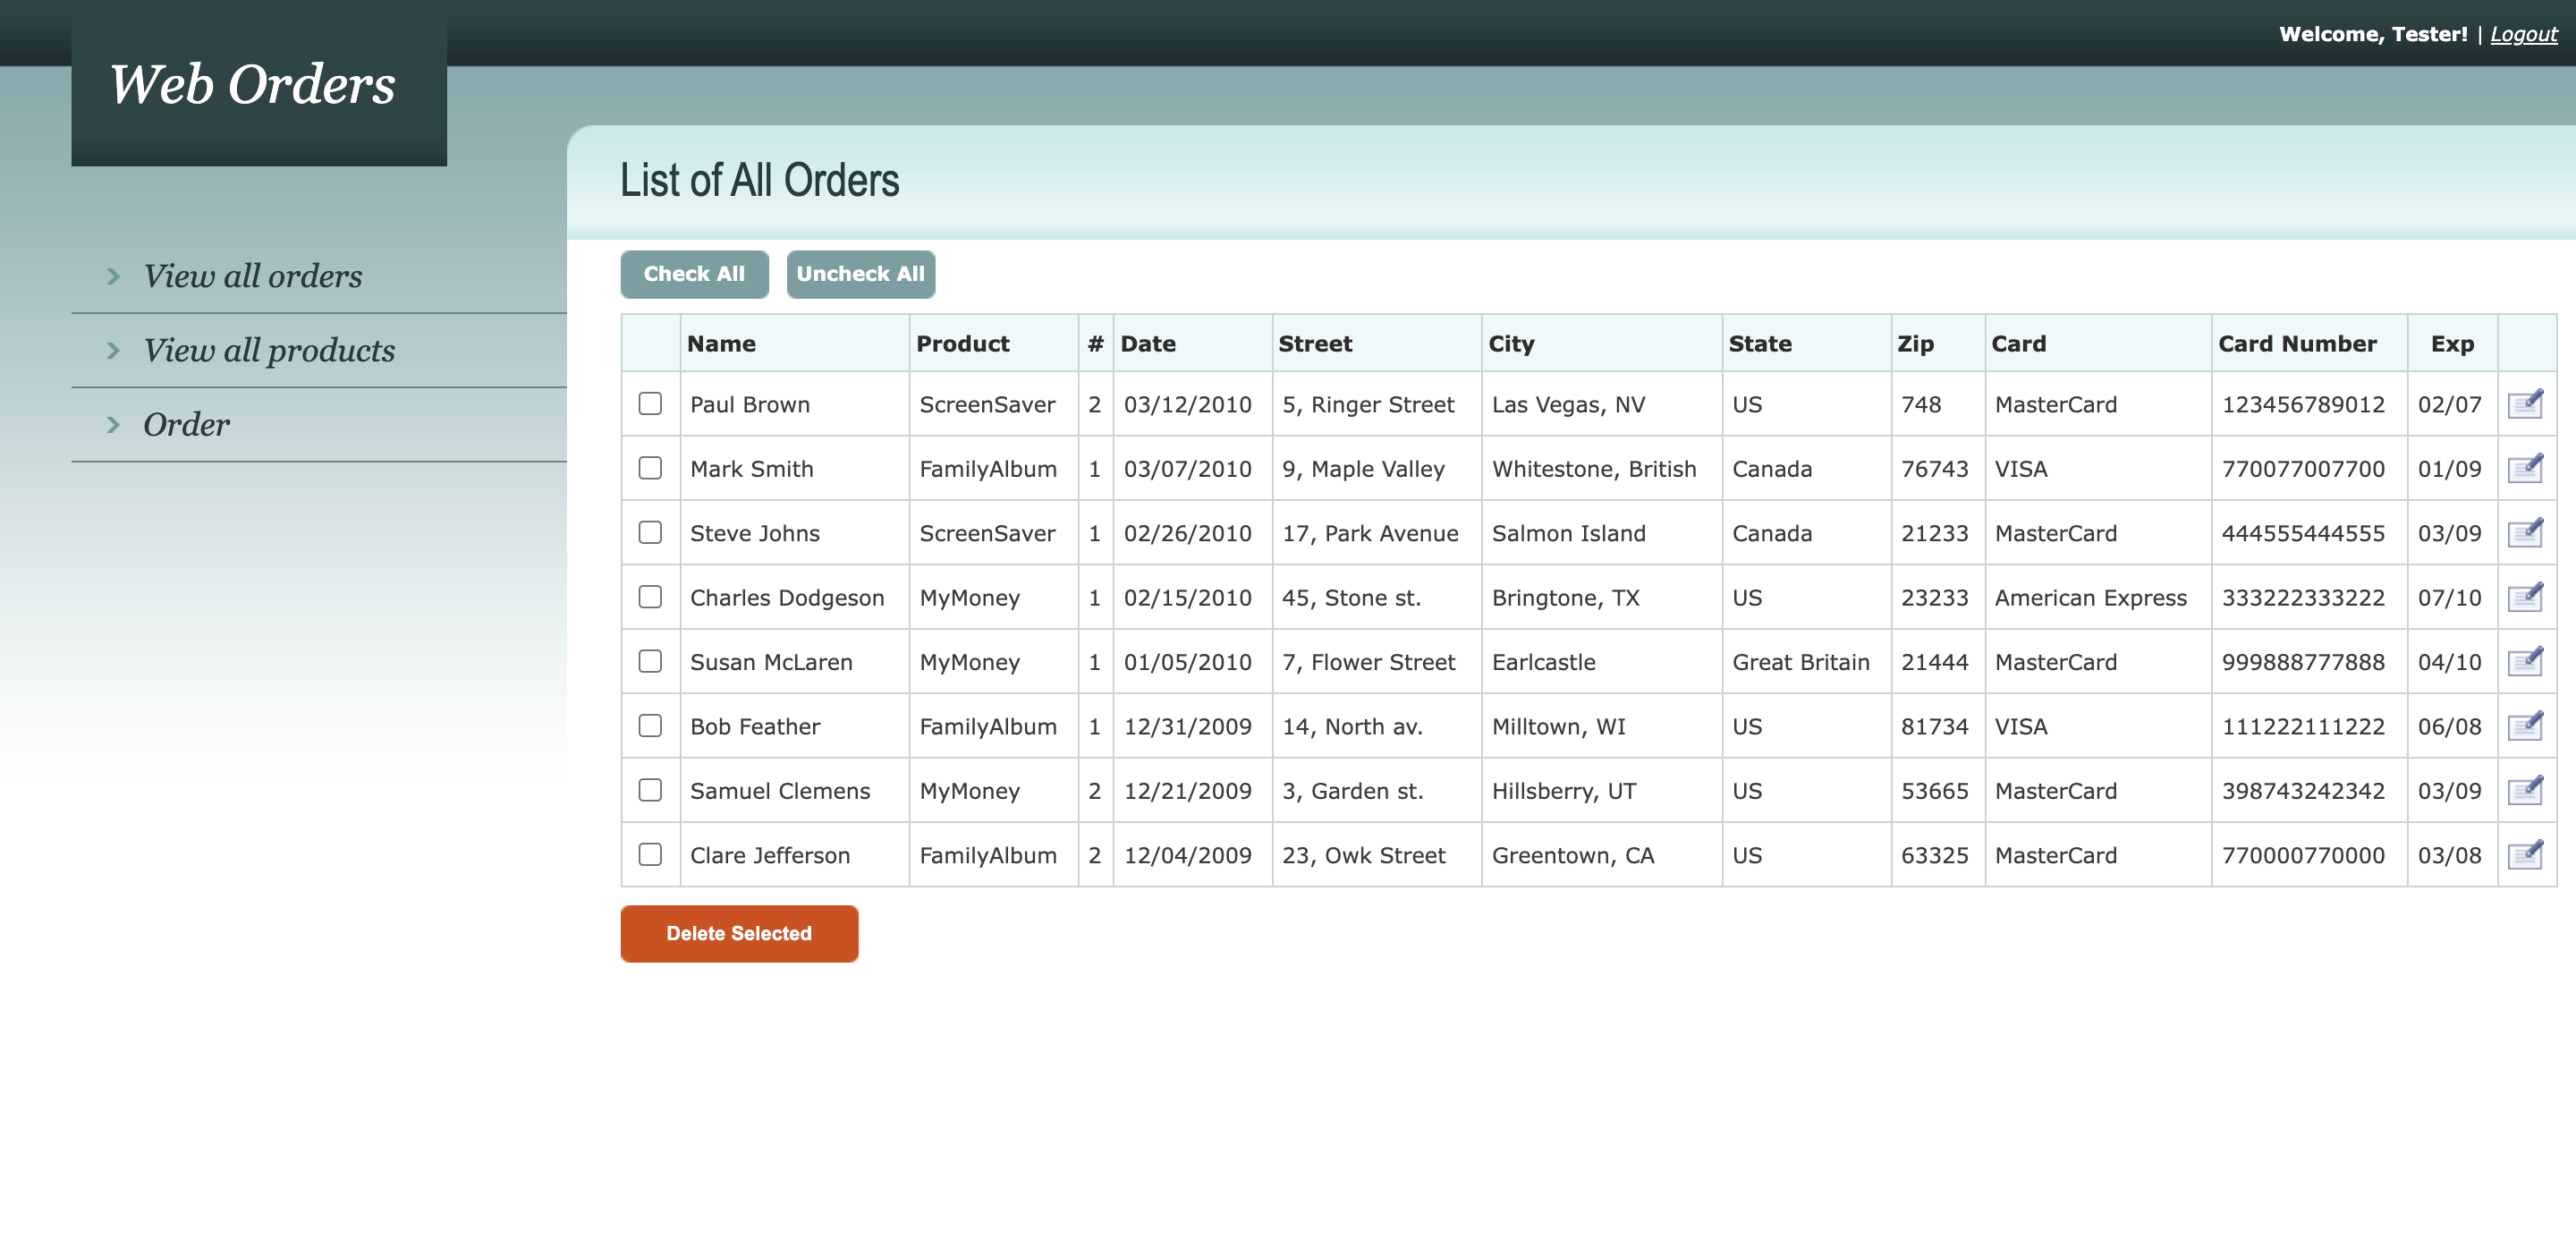 Welcome, Tester! | Logout
Web Orders
List of All Orders
View all orders
View all products
Order
Check All Uncheck All
Name Product # Date Street City State Zip Card Card Number Exp
Paul Brown ScreenSaver 2 03/12/2010 5, Ringer Street Las Vegas, NV US 748 MasterCard 123456789012 02/07
Mark Smith FamilyAlbum 1 03/07/2010 9, Maple Valley Whitestone, British Canada 76743 VISA 770077007700 01/09
Steve Johns ScreenSaver 1 02/26/2010 17, Park Avenue Salmon Island Canada 21233 MasterCard 444555444555 03/09
Charles Dodgeson MyMoney 1 02/15/2010 45, Stone st. Bringtone, TX US 23233 American Express 333222333222 07/10
Susan McLaren MyMoney 1 01/05/2010 7, Flower Street Earlcastle Great Britain 21444 MasterCard 999888777888 04/10
Bob Feather FamilyAlbum 1 12/31/2009 14, North av. Milltown, WI US 81734 VISA 111222111222 06/08
Samuel Clemens MyMoney 2 12/21/2009 3, Garden st. Hillsberry, UT US 53665 MasterCard 398743242342 03/09
Clare Jefferson FamilyAlbum 2 12/04/2009 23, Owk Street Greentown, CA US 63325 MasterCard 770000770000 03/08
Delete Selected